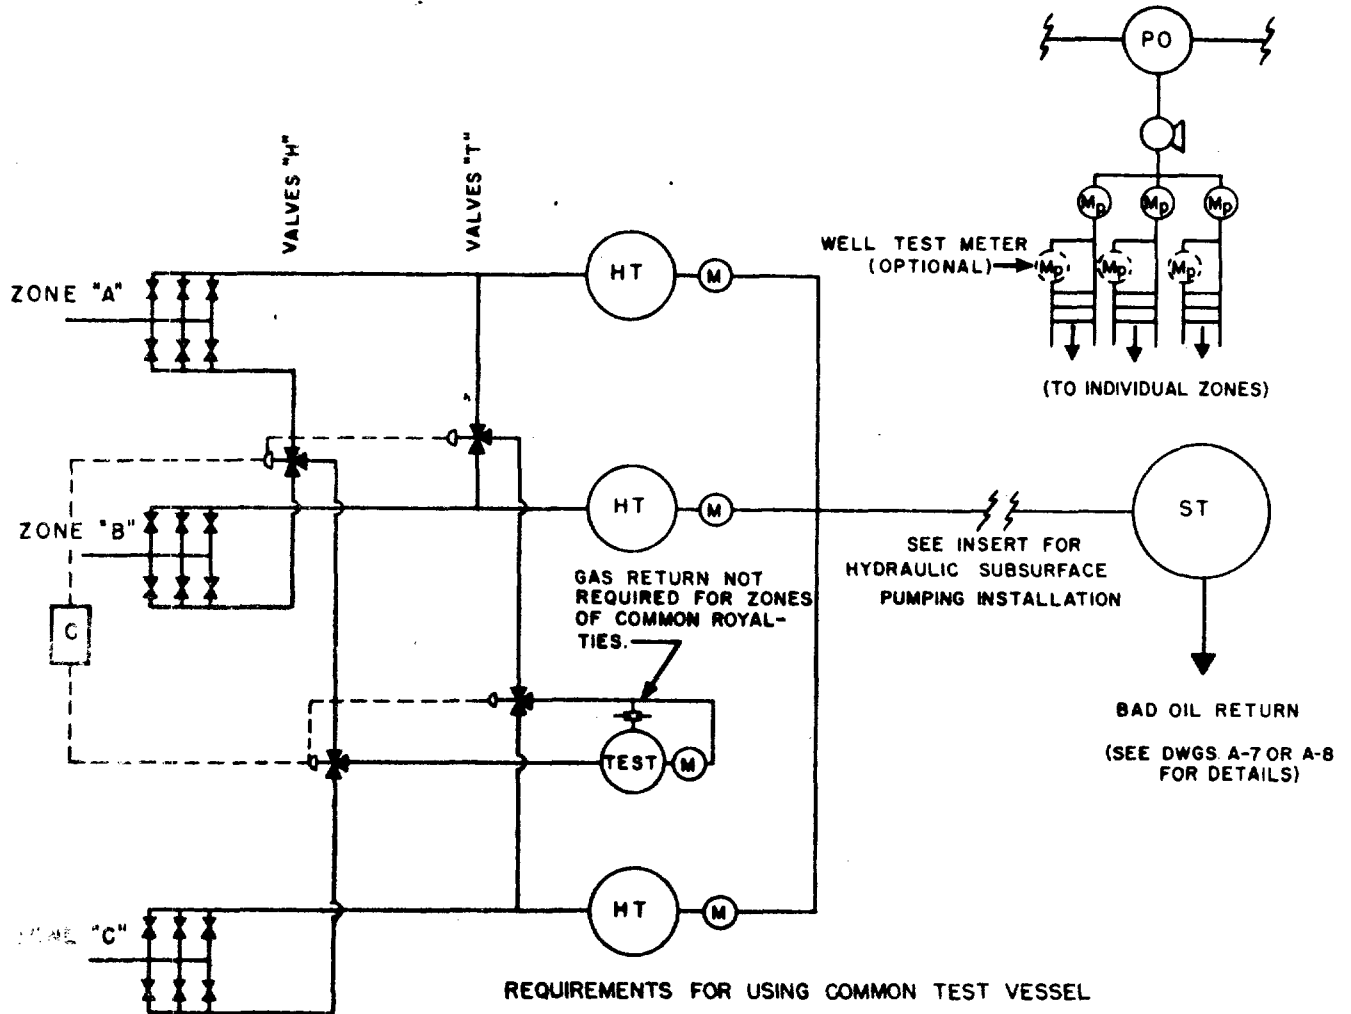 PO
VALVES "H"
VALVES "T"
Mp
Mp
Mp
WELL TEST METER
(OPTIONAL)
Mp
Mp
Mp
ZONE "A"
HT
M
(TO INDIVIDUAL ZONES)
ZONE "B"
HT
M
ST
SEE INSERT FOR
HYDRAULIC SUBSURFACE
PUMPING INSTALLATION
GAS RETURN NOT
REQUIRED FOR ZONES
OF COMMON ROYAL-
TIES.
C
BAD OIL RETURN
(SEE DWGS. A-7 OR A-8
FOR DETAILS)
TEST
M
ZONE "C"
HT
M
REQUIREMENTS FOR USING COMMON TEST VESSEL